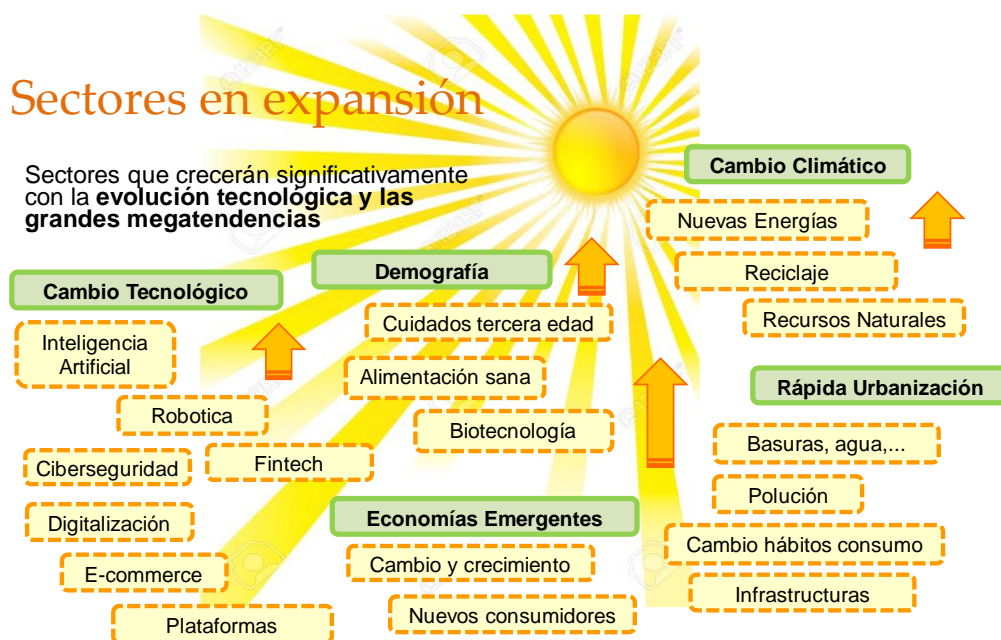 Sectores en expansión
Sectores que crecerán significativamente
con la evolución tecnológica y las
grandes megatendencias
Cambio Tecnológico
Inteligencia
Artificial
Robotica
Ciberseguridad
Fintech
Digitalización
E-commerce
Plataformas
Demografía
Cuidados tercera edad
Alimentación sana
Biotecnología
Economías Emergentes
Cambio y crecimiento
Nuevos consumidores
Cambio Climático
Nuevas Energías
Reciclaje
Recursos Naturales
Rápida Urbanización
Basuras, agua,...
Polución
Cambio hábitos consumo
Infrastructuras